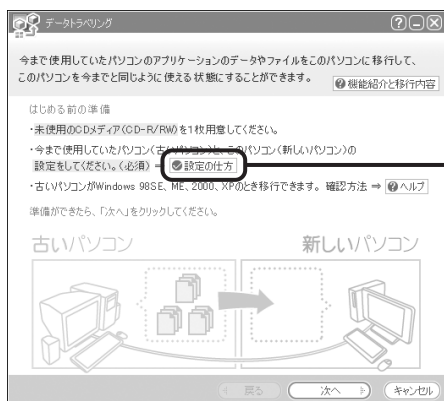 データトラベリング
今まで使用していたパソコンのアプリケーションのデータやファイルをこのパソコンに移行して、
このパソコンを今までと同じように使える状態にすることができます。
?機能紹介と移行内容
はじめる前の準備
・未使用のCDメディア(CD-R/RW)を1枚用意してください。
・今まで使用していたパソコン(古いパソコン)と、このパソコン(新しいパソコン)の
設定をしてください。(必須) ⇒ 設定の仕方
・古いパソコンがWindows 98SE、ME、2000、XPのとき移行できます。 確認方法 ⇒ ?ヘルプ
準備ができたら、「次へ」をクリックしてください。
古いパソコン 新しいパソコン
戻る 次へ キャンセル